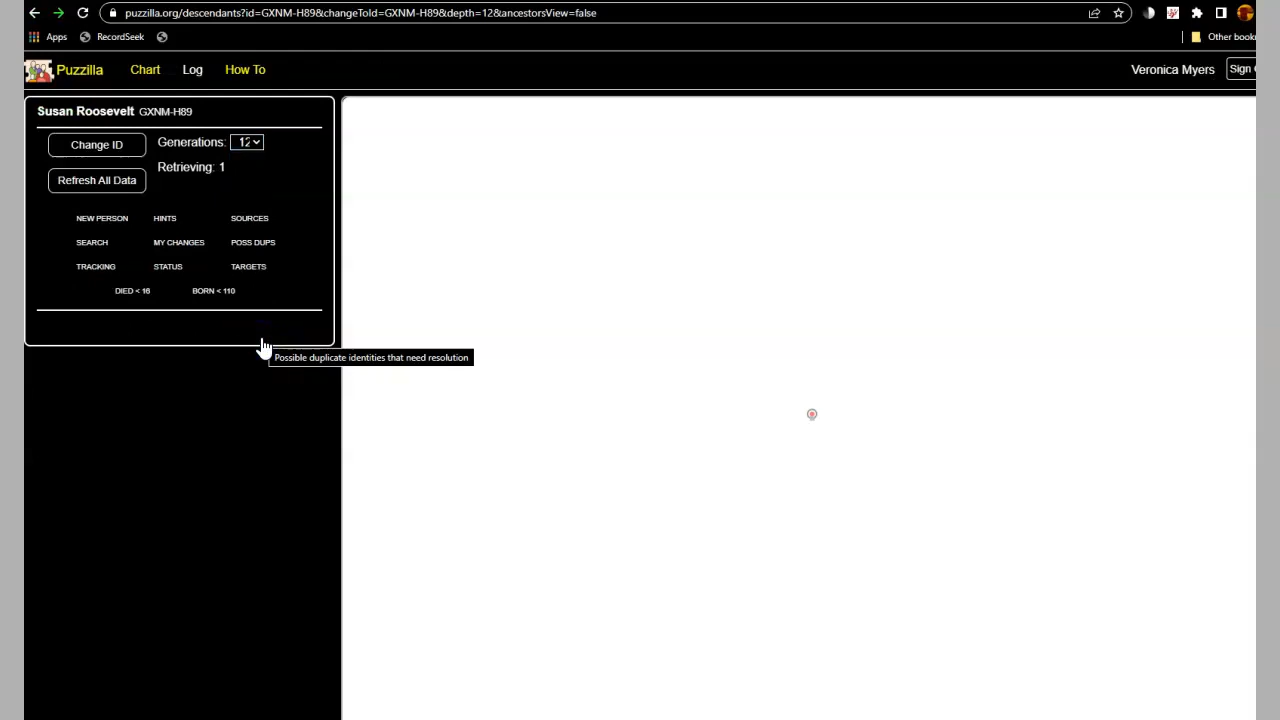 puzzilla.org/descendants?id=GXNM-H89&changeToId=GXNM-H89&depth=12&ancestorsView=false
Apps RecordSeek
Puzzilla Chart Log How To Veronica Myers Sign
Susan Roosevelt GXNM-H89
Change ID Generations: 12
Retrieving: 1
Refresh All Data
NEW PERSON HINTS SOURCES
SEARCH MY CHANGES POSS DUPS
TRACKING STATUS TARGETS
DIED < 16 BORN < 110
Possible duplicate identities that need resolution